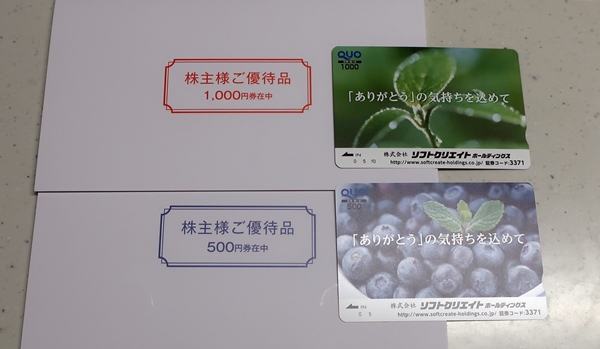 株主様ご優待品
1,000円券在中
QUO
1000
「ありがとう」の気持ちを込めて
0 5 10
株式会社 ソフトクリエイトホールディングス
http://www.softcreate-holdings.co.jp/ 証券コード:3371
株主様ご優待品
500円券在中
QUO
500
「ありがとう」の気持ちを込めて
0 5
株式会社 ソフトクリエイトホールディングス
http://www.softcreate-holdings.co.jp/ 証券コード:3371